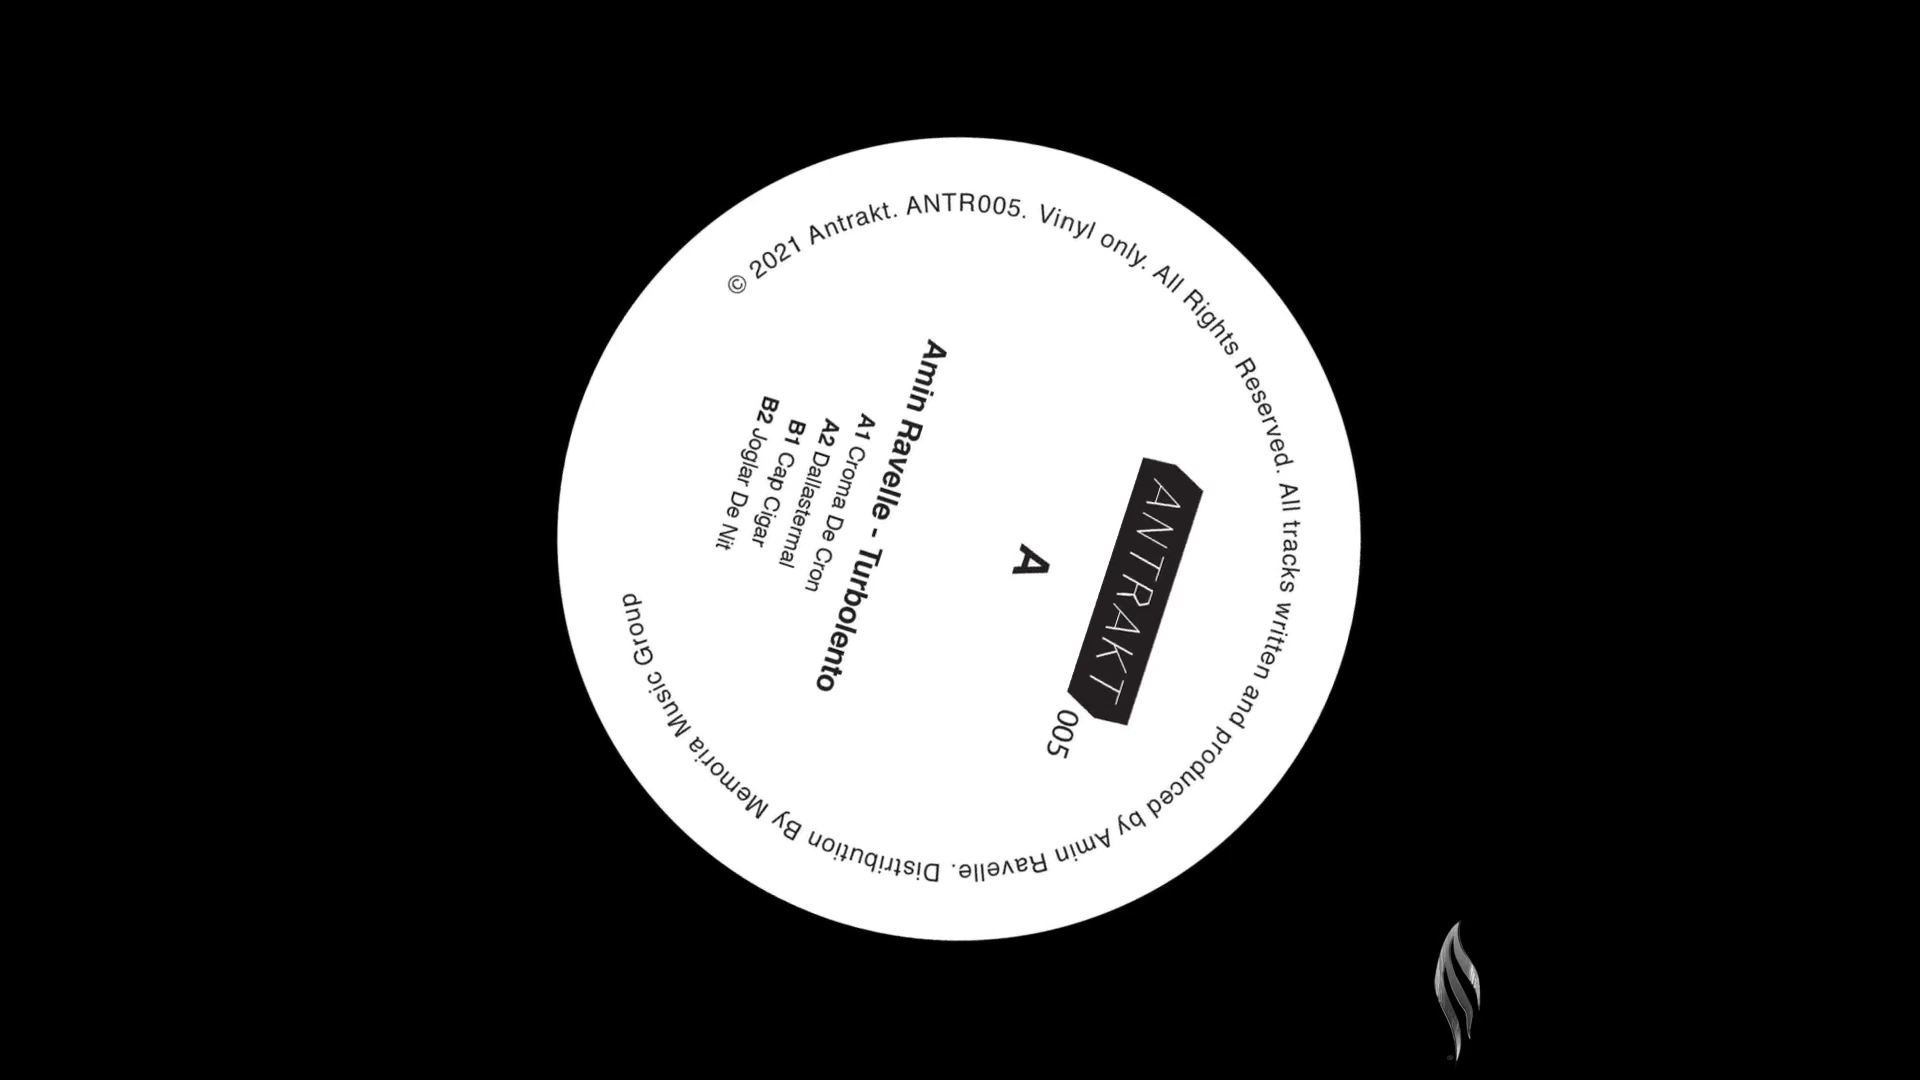 ANTRAKT
005
A
Amin Ravelle - Turbolento
A1 Croma De Cron
A2 Dallastermal
B1 Cap Cigar
B2 Joglar De Nit
© 2021 Antrakt. ANTR005. Vinyl only. All Rights Reserved. All tracks written and produced by Amin Ravelle. Distribution By Memoria Music Group